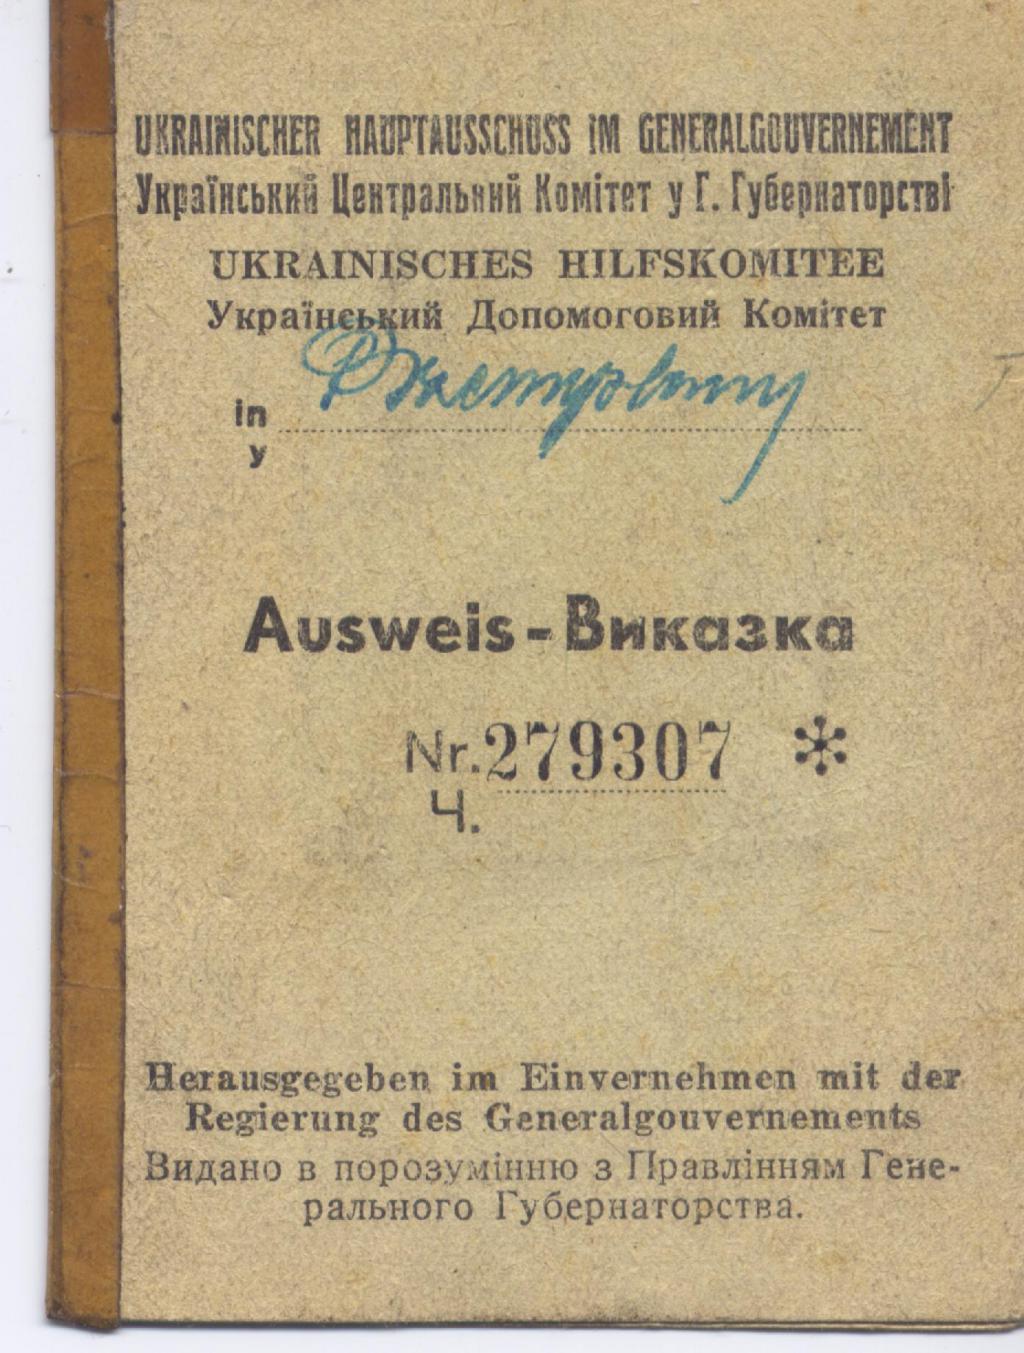 UKRAINISCHER HAUPTAUSSCHUSS IM GENERALGOUVERNEMENT
Український Центральний Комітет у Г. Губернаторстві
UKRAINISCHES HILFSKOMITEE
Український Допомоговий Комітет
in
у
Ausweis-Виказка
Nr. 279307 *
Ч.
Herausgegeben im Einvernehmen mit der
Regierung des Generalgouvernements
Видано в порозумінню з Правлінням Гене-
рального Губернаторства.